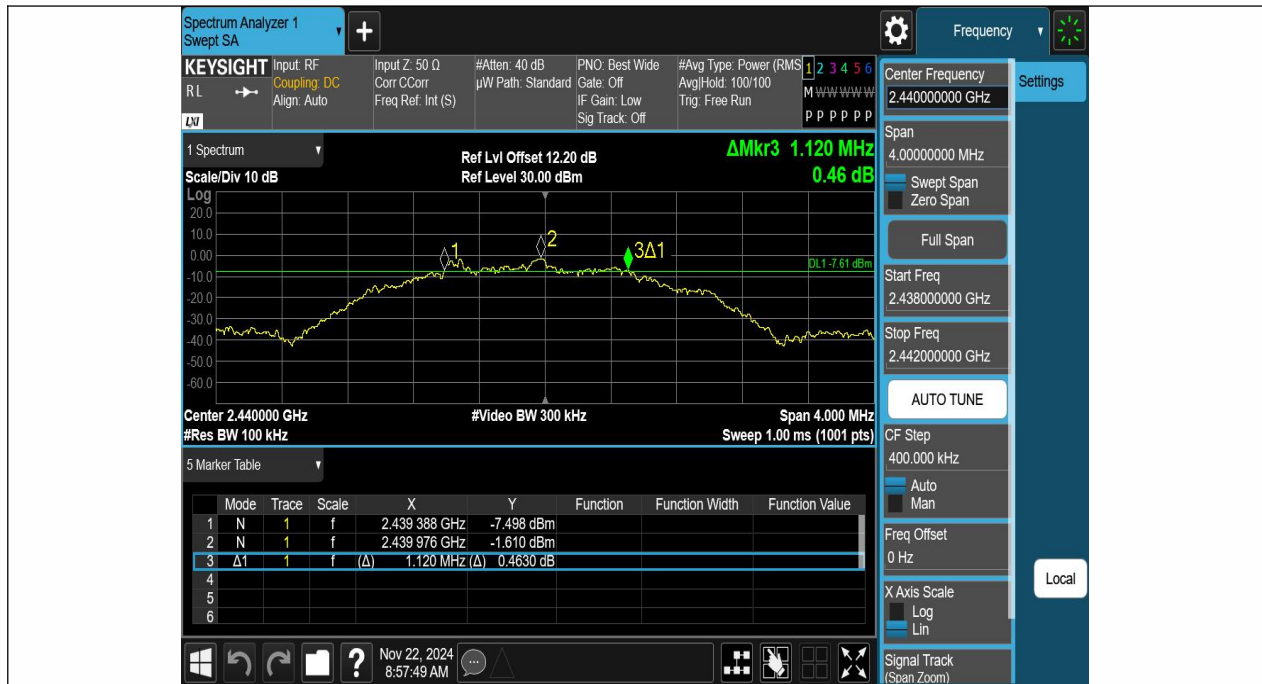 Spectrum Analyzer 1
Swept SA
+
Frequency
KEYSIGHT
RL
LXI
Input: RF
Coupling: DC
Align: Auto
Input Z: 50 Ω
Corr CCorr
Freq Ref: Int (S)
#Atten: 40 dB
µW Path: Standard
PNO: Best Wide
Gate: Off
IF Gain: Low
Sig Track: Off
#Avg Type: Power (RMS
Avg|Hold: 100/100
Trig: Free Run
1 2 3 4 5 6
M W W W W W
P P P P P P
1 Spectrum
Scale/Div 10 dB
Ref Lvl Offset 12.20 dB
Ref Level 30.00 dBm
ΔMkr3 1.120 MHz
0.46 dB
Log
20.0
10.0
0.00
-10.0
-20.0
-30.0
-40.0
-50.0
-60.0
1
2
3Δ1
DL1 -7.61 dBm
Center 2.440000 GHz
#Video BW 300 kHz
Span 4.000 MHz
#Res BW 100 kHz
Sweep 1.00 ms (1001 pts)
5 Marker Table
Mode Trace Scale X Y Function Function Width Function Value
1 N 1 f 2.439 388 GHz -7.498 dBm
2 N 1 f 2.439 976 GHz -1.610 dBm
3 Δ1 1 f (Δ) 1.120 MHz (Δ) 0.4630 dB
4
5
6
?
Nov 22, 2024
8:57:49 AM
Center Frequency
2.440000000 GHz
Settings
Span
4.00000000 MHz
Swept Span
Zero Span
Full Span
Start Freq
2.438000000 GHz
Stop Freq
2.442000000 GHz
AUTO TUNE
CF Step
400.000 kHz
Auto
Man
Freq Offset
0 Hz
X Axis Scale
Log
Lin
Signal Track
(Span Zoom)
Local